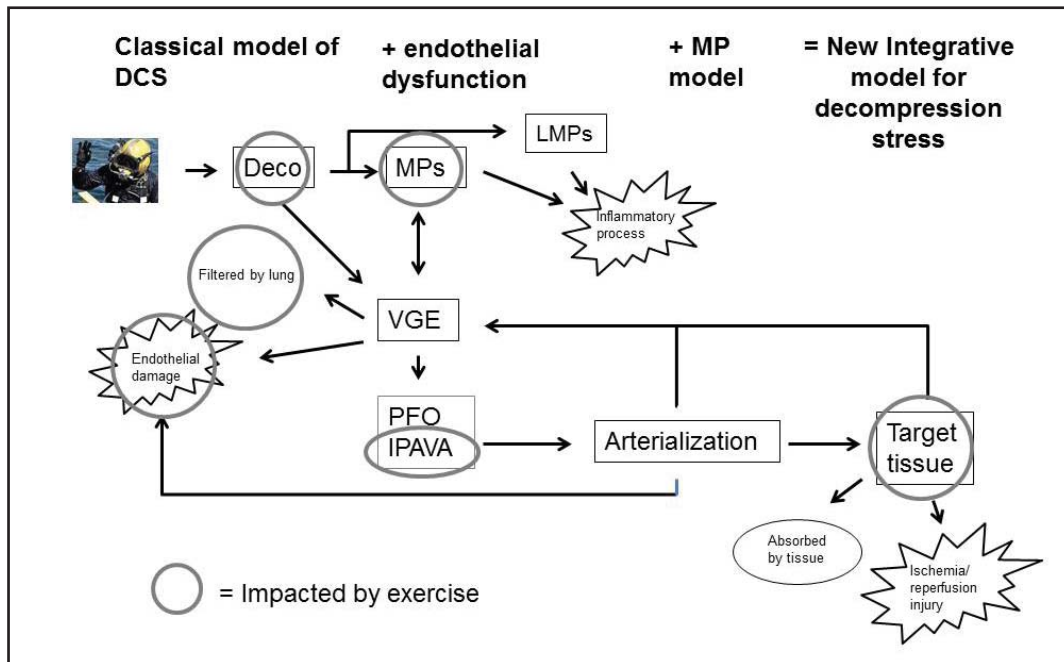 Classical model of
DCS
+ endothelial
dysfunction
+ MP
model
= New Integrative
model for
decompression
stress
Deco
MPs
LMPs
Inflammatory
process
Filtered by lung
VGE
Endothelial
damage
PFO
IPAVA
Arterialization
Target
tissue
Absorbed
by tissue
Ischemia/
reperfusion
injury
= Impacted by exercise